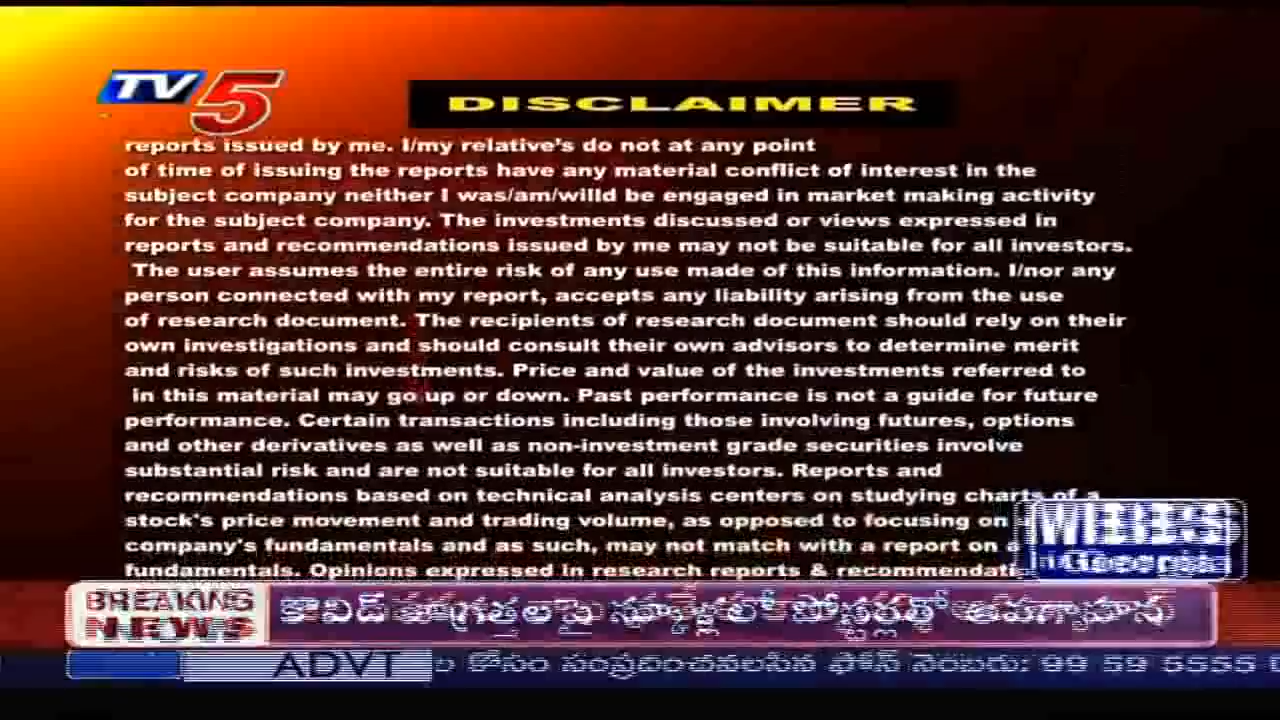 TV5
DISCLAIMER
reports issued by me. I/my relative's do not at any point
of time of issuing the reports have any material conflict of interest in the
subject company neither I was/am/willd be engaged in market making activity
for the subject company. The investments discussed or views expressed in
reports and recommendations issued by me may not be suitable for all investors.
The user assumes the entire risk of any use made of this information. I/nor any
person connected with my report, accepts any liability arising from the use
of research document. The recipients of research document should rely on their
own investigations and should consult their own advisors to determine merit
and risks of such investments. Price and value of the investments referred to
in this material may go up or down. Past performance is not a guide for future
performance. Certain transactions including those involving futures, options
and other derivatives as well as non-investment grade securities involve
substantial risk and are not suitable for all investors. Reports and
recommendations based on technical analysis centers on studying charts of a
stock's price movement and trading volume, as opposed to focusing on
company's fundamentals and as such, may not match with a report on a
fundamentals. Opinions expressed in research reports &
MBBS
in Georgia
BREAKING
NEWS
కొవిడ్
ADVT
ల కోసం సంప్రదించవలసిన ఫోన్ నెంబరు: 99 59 5555